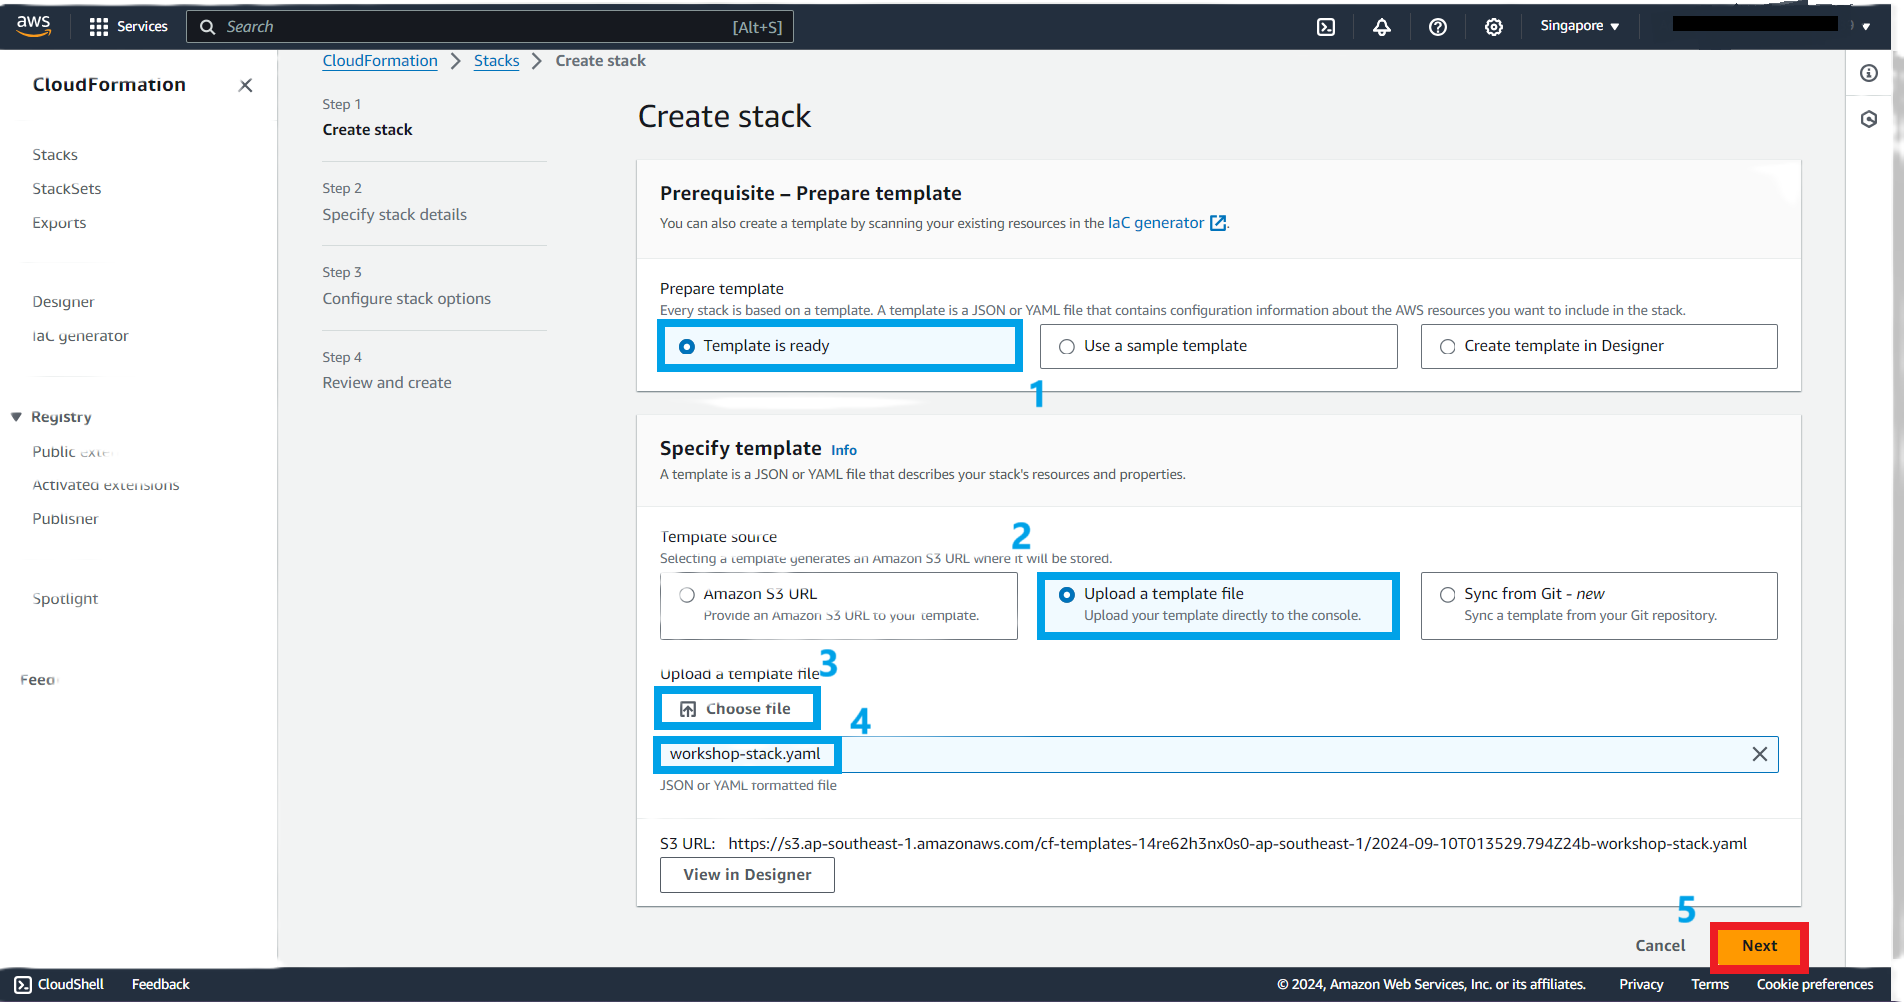 aws
Services
Search
[Alt+S]
Singapore
CloudFormation
Stacks
StackSets
Exports
Designer
IaC generator
Registry
Public
Activated extensions
Publisher
Spotlight
CloudFormation
Stacks
Create stack
Step 1
Create stack
Step 2
Specify stack details
Step 3
Configure stack options
Step 4
Review and create
Create stack
Prerequisite – Prepare template
You can also create a template by scanning your existing resources in the IaC generator.
Prepare template
Every stack is based on a template. A template is a JSON or YAML file that contains configuration information about the AWS resources you want to include in the stack.
Template is ready
Use a sample template
Create template in Designer
1
Specify template Info
A template is a JSON or YAML file that describes your stack's resources and properties.
Template source
2
Selecting a template generates an Amazon S3 URL where it will be stored.
Amazon S3 URL
Provide an Amazon S3 URL to your template.
Upload a template file
Upload your template directly to the console.
Sync from Git - new
Sync a template from your Git repository.
Upload a template file
3
Choose file
4
workshop-stack.yaml
JSON or YAML formatted file
S3 URL: https://s3.ap-southeast-1.amazonaws.com/cf-templates-14re62h3nx0s0-ap-southeast-1/2024-09-10T013529.794Z24b-workshop-stack.yaml
View in Designer
5
Cancel
Next
CloudShell
Feedback
© 2024, Amazon Web Services, Inc. or its affiliates.
Privacy
Terms
Cookie preferences